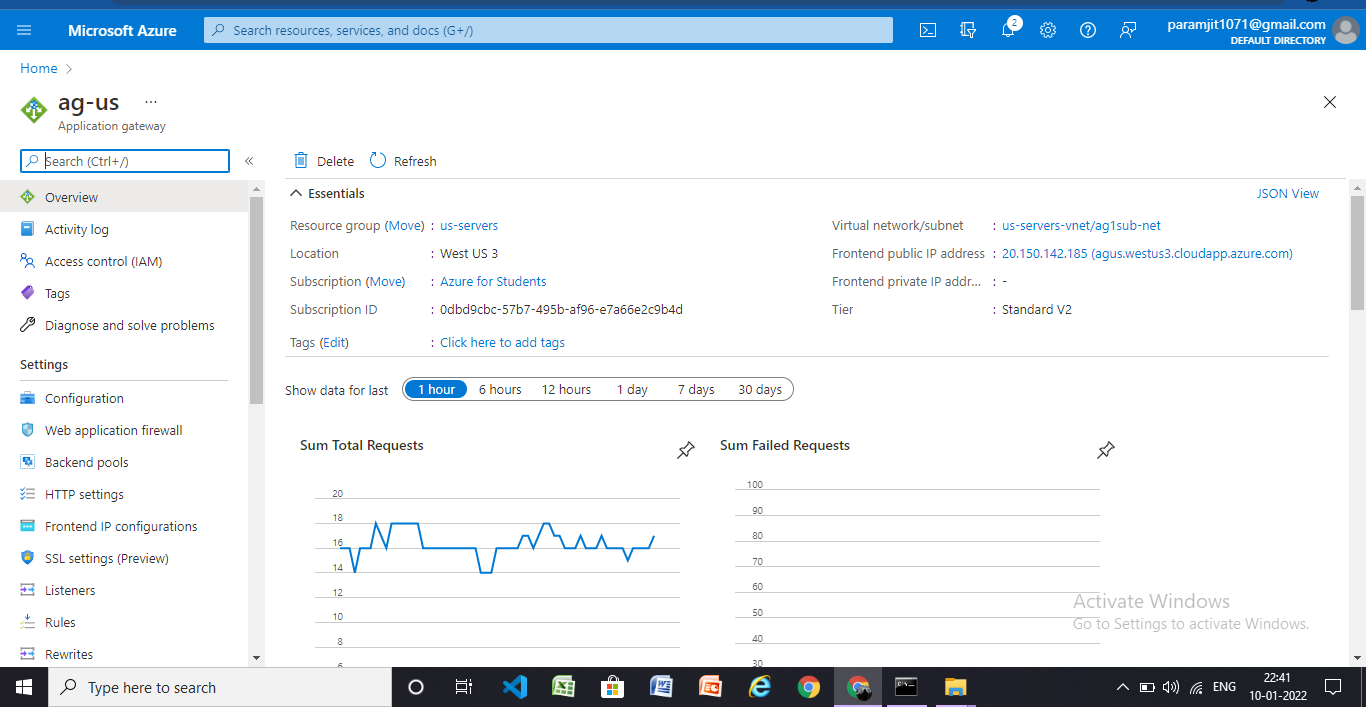 Microsoft Azure
Search resources, services, and docs (G+/)
2
paramjit1071@gmail.com
DEFAULT DIRECTORY
Home
ag-us ...
Application gateway
Search (Ctrl+/)
«
Delete
Refresh
Overview
Activity log
Access control (IAM)
Tags
Diagnose and solve problems
Settings
Configuration
Web application firewall
Backend pools
HTTP settings
Frontend IP configurations
SSL settings (Preview)
Listeners
Rules
Rewrites
Essentials
JSON View
Resource group (Move) : us-servers
Location : West US 3
Subscription (Move) : Azure for Students
Subscription ID : 0dbd9cbc-57b7-495b-af96-e7a66e2c9b4d
Tags (Edit) : Click here to add tags
Virtual network/subnet : us-servers-vnet/ag1sub-net
Frontend public IP address : 20.150.142.185 (agus.westus3.cloudapp.azure.com)
Frontend private IP addr... : -
Tier : Standard V2
Show data for last 1 hour 6 hours 12 hours 1 day 7 days 30 days
Sum Total Requests
20
18
16
14
12
10
8
6
Sum Failed Requests
100
90
80
70
60
50
40
30
Activate Windows
Go to Settings to activate Windows.
Type here to search
ENG
22:41
10-01-2022